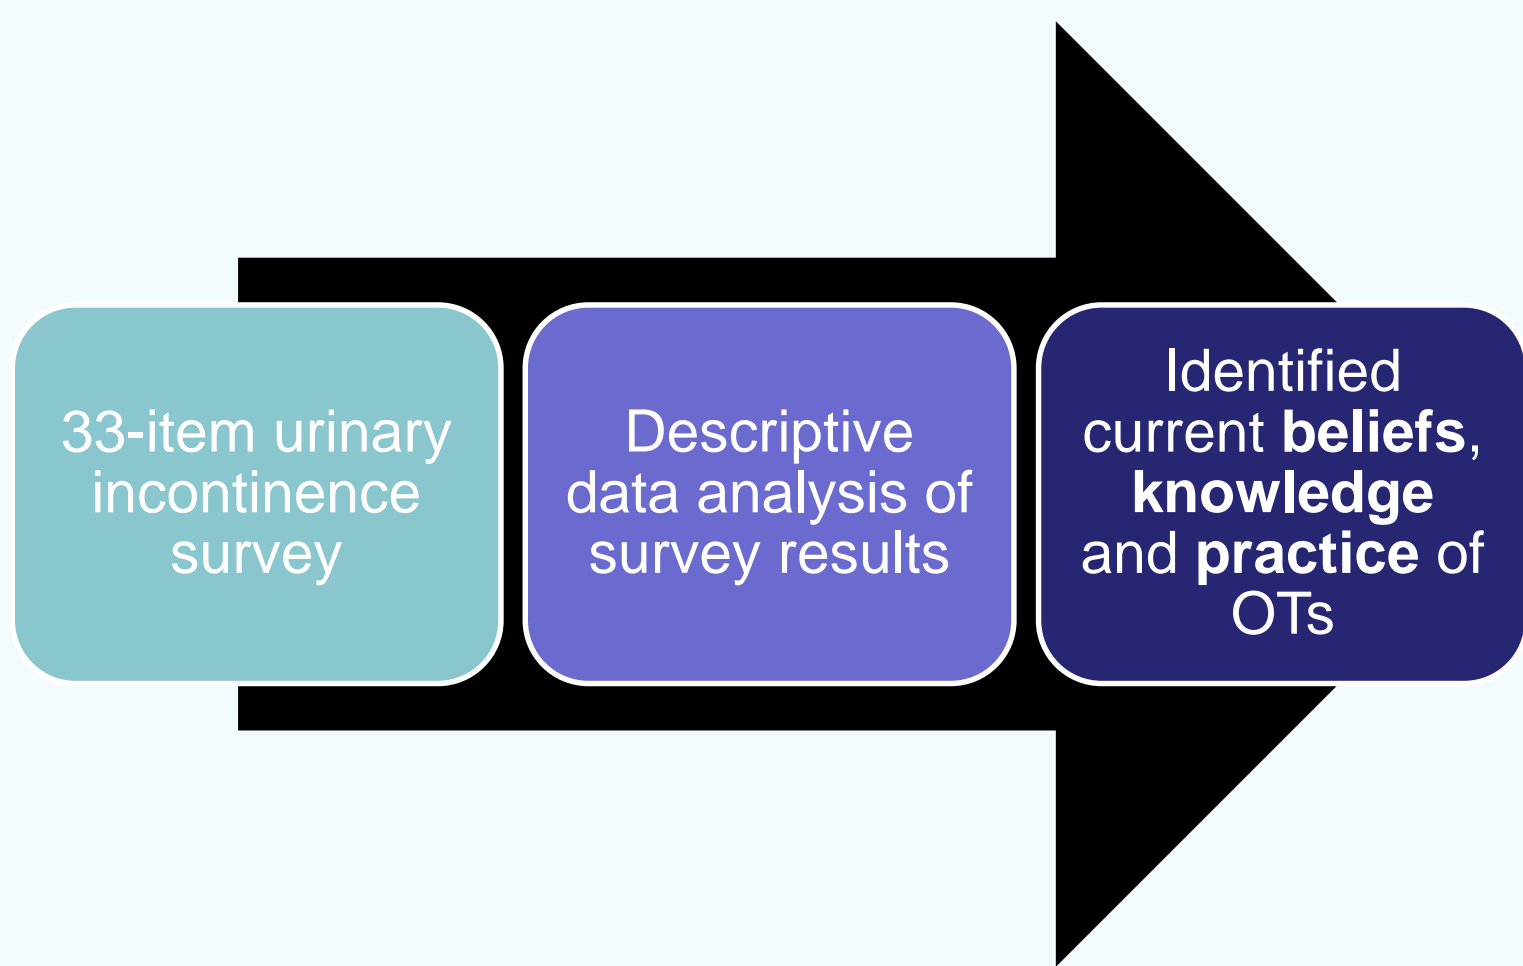 33-item urinary
incontinence
survey
Descriptive
data analysis of
survey results
Identified
current beliefs,
knowledge
and practice of
OTs